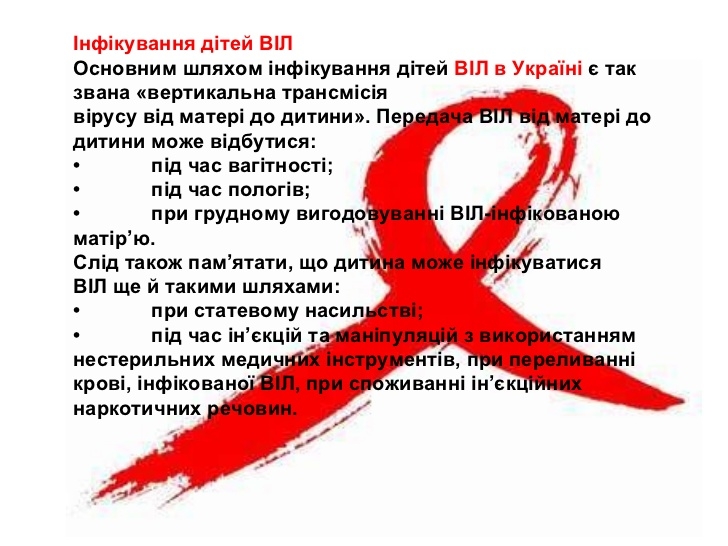 Інфікування дітей ВІЛ
Основним шляхом інфікування дітей ВІЛ в Україні є так
звана «вертикальна трансмісія
вірусу від матері до дитини». Передача ВІЛ від матері до
дитини може відбутися:
• під час вагітності;
• під час пологів;
• при грудному вигодовуванні ВІЛ-інфікованою
матір’ю.
Слід також пам’ятати, що дитина може інфікуватися
ВІЛ ще й такими шляхами:
• при статевому насильстві;
• під час ін’єкцій та маніпуляцій з використанням
нестерильних медичних інструментів, при переливанні
крові, інфікованої ВІЛ, при споживанні ін’єкційних
наркотичних речовин.